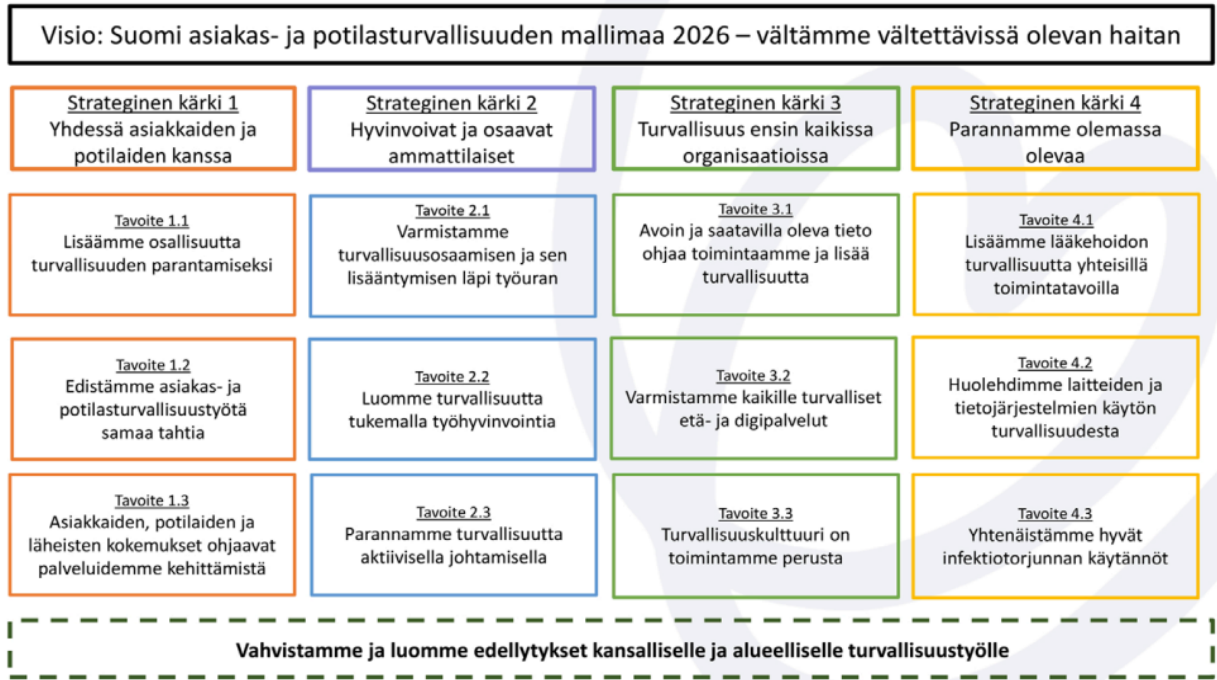 Visio: Suomi asiakas- ja potilasturvallisuuden mallimaa 2026 – vältämme vältettävissä olevan haitan
Strateginen kärki 1
Yhdessä asiakkaiden ja
potilaiden kanssa
Strateginen kärki 2
Hyvinvoivat ja osaavat
ammattilaiset
Strateginen kärki 3
Turvallisuus ensin kaikissa
organisaatioissa
Strateginen kärki 4
Parannamme olemassa
olevaa
Tavoite 1.1
Lisäämme osallisuutta
turvallisuuden parantamiseksi
Tavoite 2.1
Varmistamme
turvallisuusosaamisen ja sen
lisääntymisen läpi työuran
Tavoite 3.1
Avoin ja saatavilla oleva tieto
ohjaa toimintaamme ja lisää
turvallisuutta
Tavoite 4.1
Lisäämme lääkehoidon
turvallisuutta yhteisillä
toimintatavoilla
Tavoite 1.2
Edistämme asiakas- ja
potilasturvallisuustyötä
samaa tahtia
Tavoite 2.2
Luomme turvallisuutta
tukemalla työhyvinvointia
Tavoite 3.2
Varmistamme kaikille turvalliset
etä- ja digipalvelut
Tavoite 4.2
Huolehdimme laitteiden ja
tietojärjestelmien käytön
turvallisuudesta
Tavoite 1.3
Asiakkaiden, potilaiden ja
läheisten kokemukset ohjaavat
palveluidemme kehittämistä
Tavoite 2.3
Parannamme turvallisuutta
aktiivisella johtamisella
Tavoite 3.3
Turvallisuuskulttuuri on
toimintamme perusta
Tavoite 4.3
Yhtenäistämme hyvät
infektiotorjunnan käytännöt
Vahvistamme ja luomme edellytykset kansalliselle ja alueelliselle turvallisuustyölle